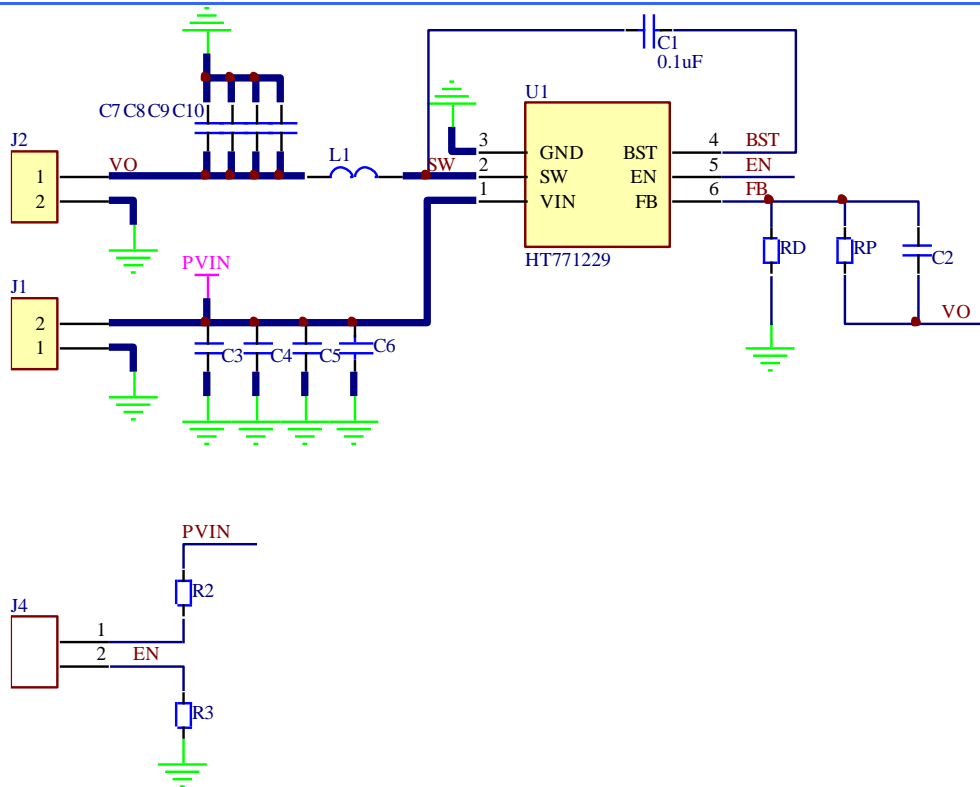 C1
0.1uF
U1
C7 C8 C9 C10
J2
1
2
VO
L1
SW
3
2
1
GND
SW
VIN
BST
EN
FB
4
5
6
BST
EN
FB
HT771229
RD
RP
C2
VO
PVIN
J1
2
1
C3
C4
C5
C6
PVIN
R2
J4
1
2
EN
R3